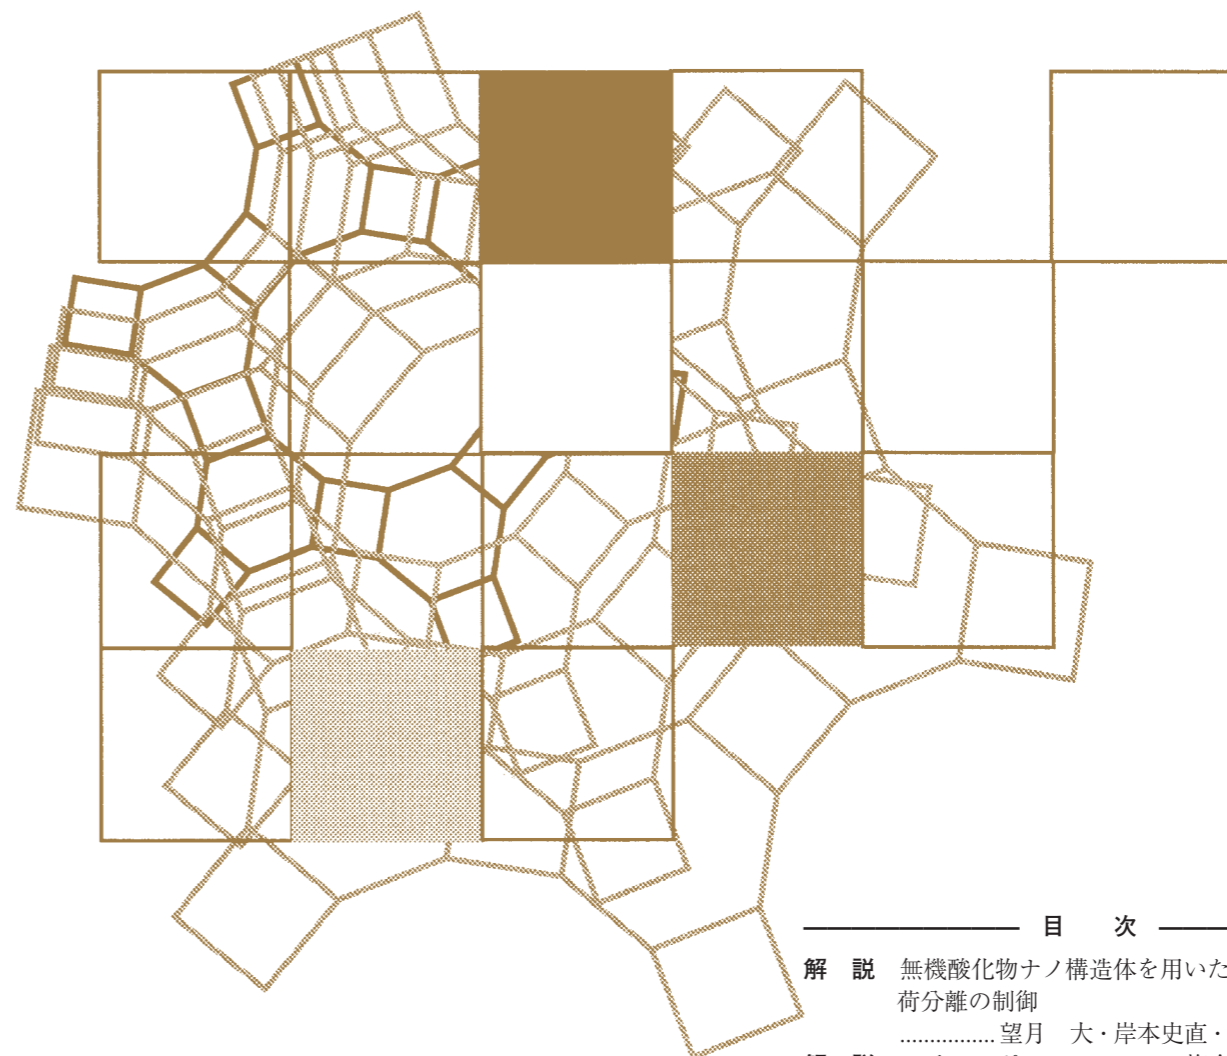 目 次
解 説 無機酸化物ナノ構造体を用いた
荷分離の制御
............... 望月 大・岸本史直・